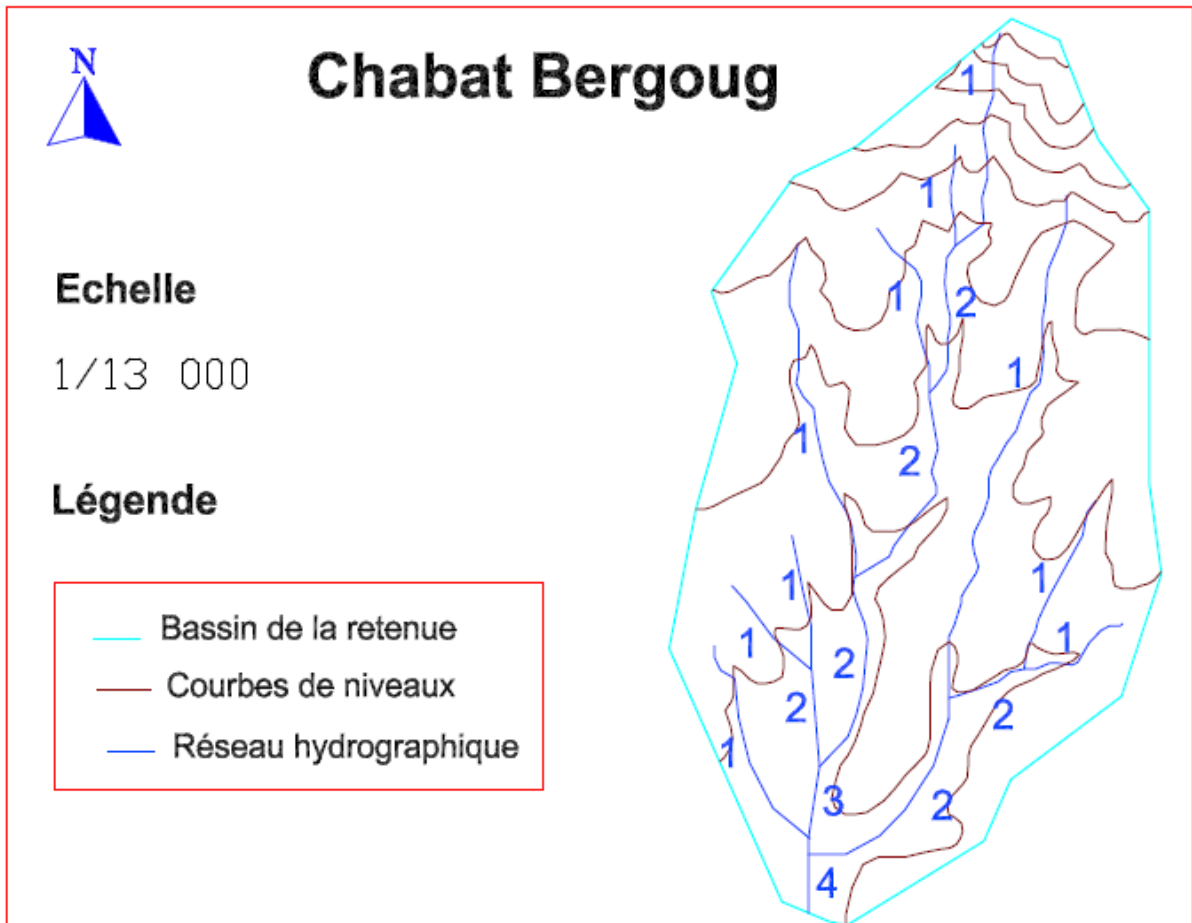 N
Chabat Bergoug
Echelle
1/13 000
Légende
Bassin de la retenue
Courbes de niveaux
Réseau hydrographique
1
1
1
2
1
1
2
1
1
1
1
2
2
2
1
3
2
4